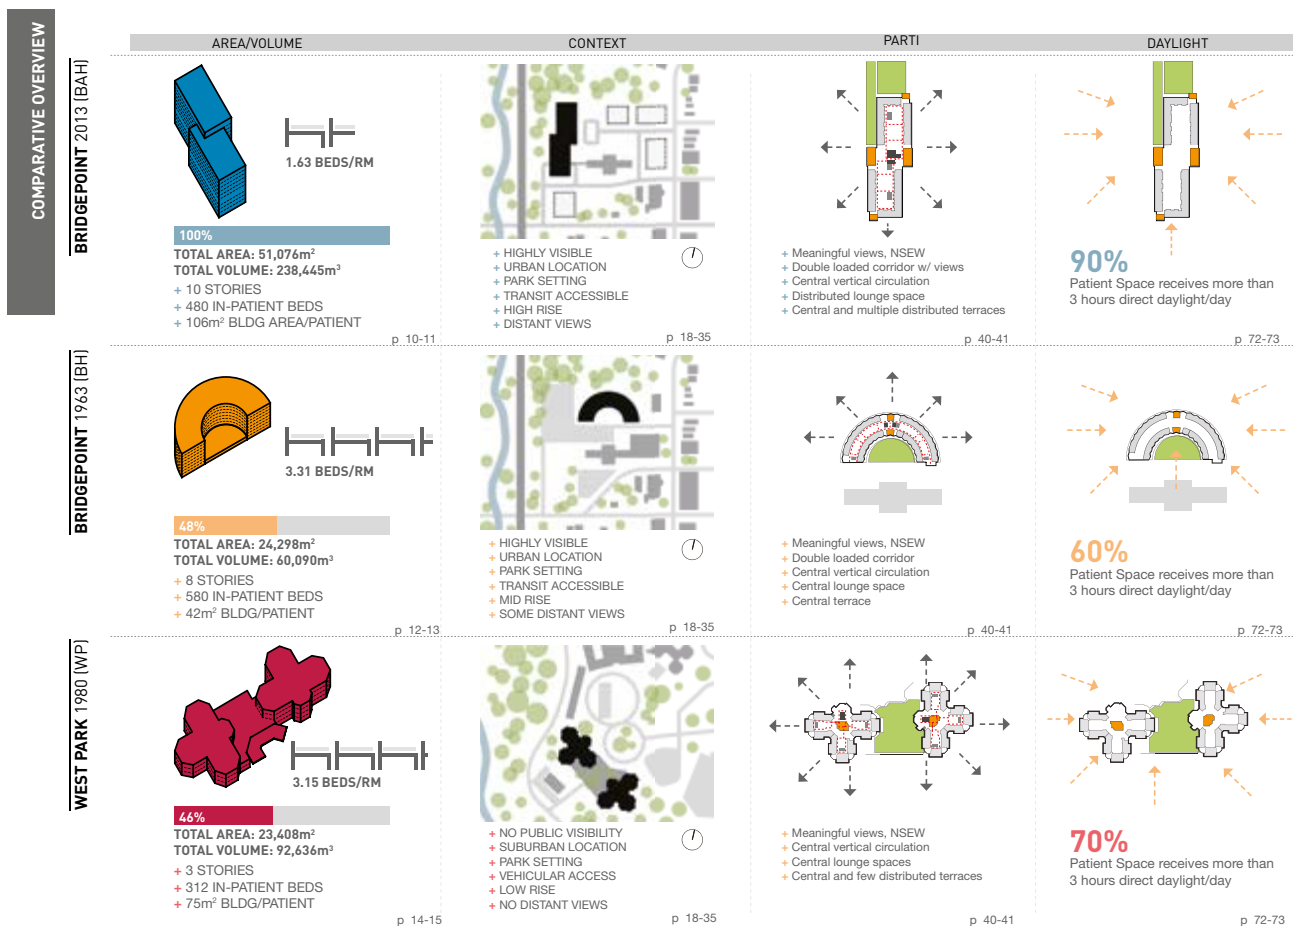 COMPARATIVE OVERVIEW
AREA/VOLUME
CONTEXT
PARTI
DAYLIGHT
BRIDGEPOINT 2013 (BAH)
1.63 BEDS/RM
100%
TOTAL AREA: 51,076m²
TOTAL VOLUME: 238,445m³
+ 10 STORIES
+ 480 IN-PATIENT BEDS
+ 106m² BLDG AREA/PATIENT
p 10-11
+ HIGHLY VISIBLE
+ URBAN LOCATION
+ PARK SETTING
+ TRANSIT ACCESSIBLE
+ HIGH RISE
+ DISTANT VIEWS
p 18-35
+ Meaningful views, NSEW
+ Double loaded corridor w/ views
+ Central vertical circulation
+ Distributed lounge space
+ Central and multiple distributed terraces
p 40-41
90%
Patient Space receives more than
3 hours direct daylight/day
p 72-73
BRIDGEPOINT 1963 (BH)
3.31 BEDS/RM
48%
TOTAL AREA: 24,298m²
TOTAL VOLUME: 60,090m³
+ 8 STORIES
+ 580 IN-PATIENT BEDS
+ 42m² BLDG/PATIENT
p 12-13
+ HIGHLY VISIBLE
+ URBAN LOCATION
+ PARK SETTING
+ TRANSIT ACCESSIBLE
+ MID RISE
+ SOME DISTANT VIEWS
p 18-35
+ Meaningful views, NSEW
+ Double loaded corridor
+ Central vertical circulation
+ Central lounge space
+ Central terrace
p 40-41
60%
Patient Space receives more than
3 hours direct daylight/day
p 72-73
WEST PARK 1980 (WP)
3.15 BEDS/RM
46%
TOTAL AREA: 23,408m²
TOTAL VOLUME: 92,636m³
+ 3 STORIES
+ 312 IN-PATIENT BEDS
+ 75m² BLDG/PATIENT
p 14-15
+ NO PUBLIC VISIBILITY
+ SUBURBAN LOCATION
+ PARK SETTING
+ VEHICULAR ACCESS
+ LOW RISE
+ NO DISTANT VIEWS
p 18-35
+ Meaningful views, NSEW
+ Central vertical circulation
+ Central lounge spaces
+ Central and few distributed terraces
p 40-41
70%
Patient Space receives more than
3 hours direct daylight/day
p 72-73